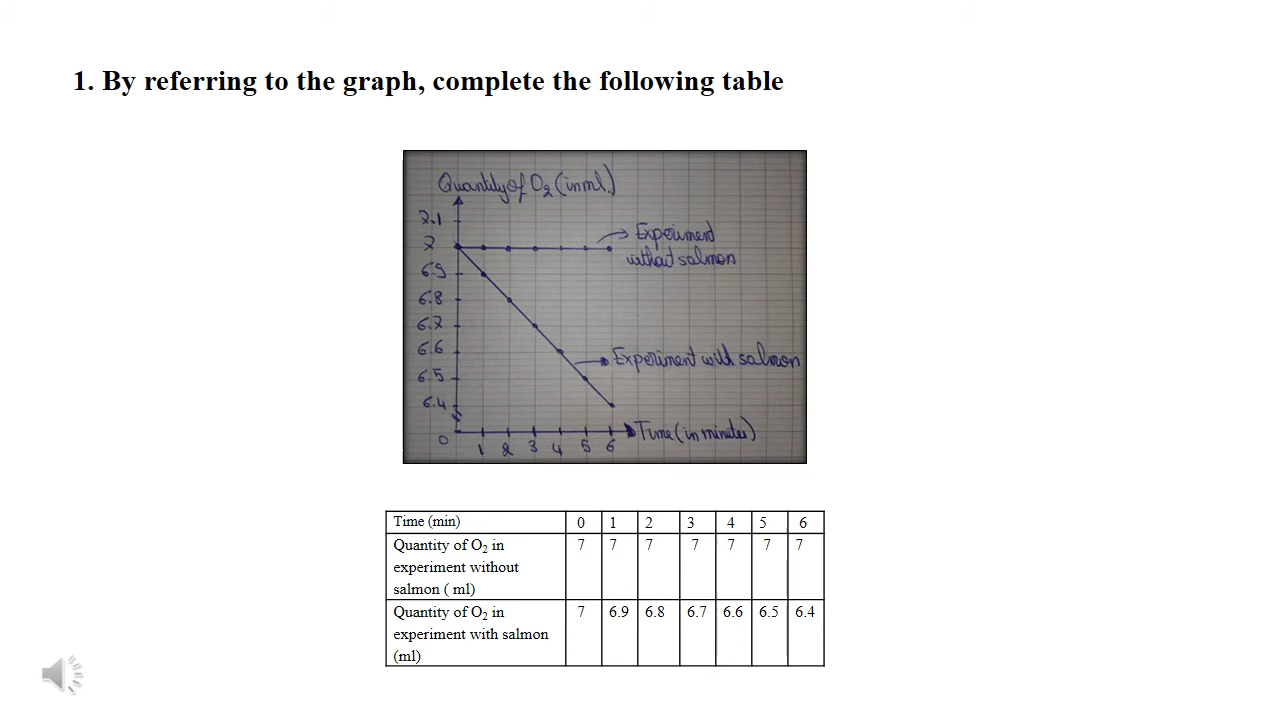 1. By referring to the graph, complete the following table
Quantity of O2 (in ml.)
7.1
7
6.9
6.8
6.7
6.6
6.5
6.4
0
Experiment
without salmon
Experiment with salmon
1 2 3 4 5 6
Time (in minutes)
Time (min) 0 1 2 3 4 5 6
Quantity of O2 in 7 7 7 7 7 7 7
experiment without
salmon ( ml)
Quantity of O2 in 7 6.9 6.8 6.7 6.6 6.5 6.4
experiment with salmon
(ml)